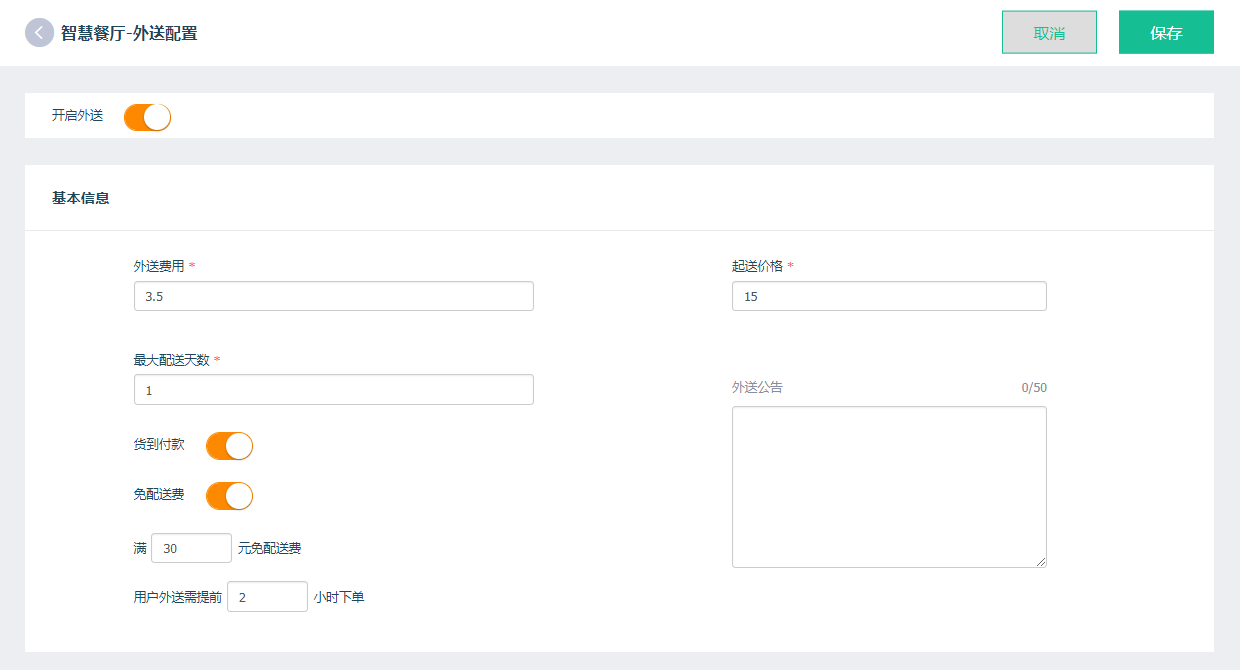 智慧餐厅-外送配置
取消
保存
开启外送
基本信息
外送费用 *
3.5
起送价格 *
15
最大配送天数 *
1
外送公告
0/50
货到付款
免配送费
满 30 元免配送费
用户外送需提前 2 小时下单